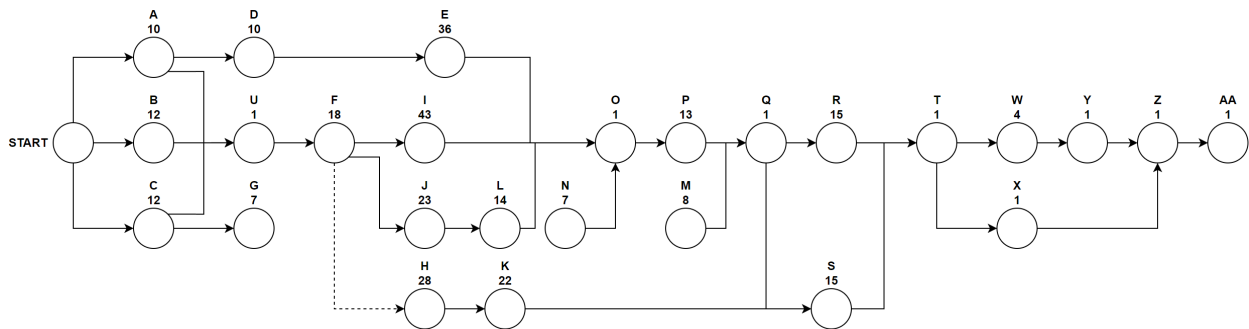 A
10
D
10
E
36
START
B
12
U
1
F
18
I
43
O
1
P
13
Q
1
R
15
T
1
W
4
Y
1
Z
1
AA
1
C
12
G
7
J
23
L
14
N
7
M
8
X
1
H
28
K
22
S
15